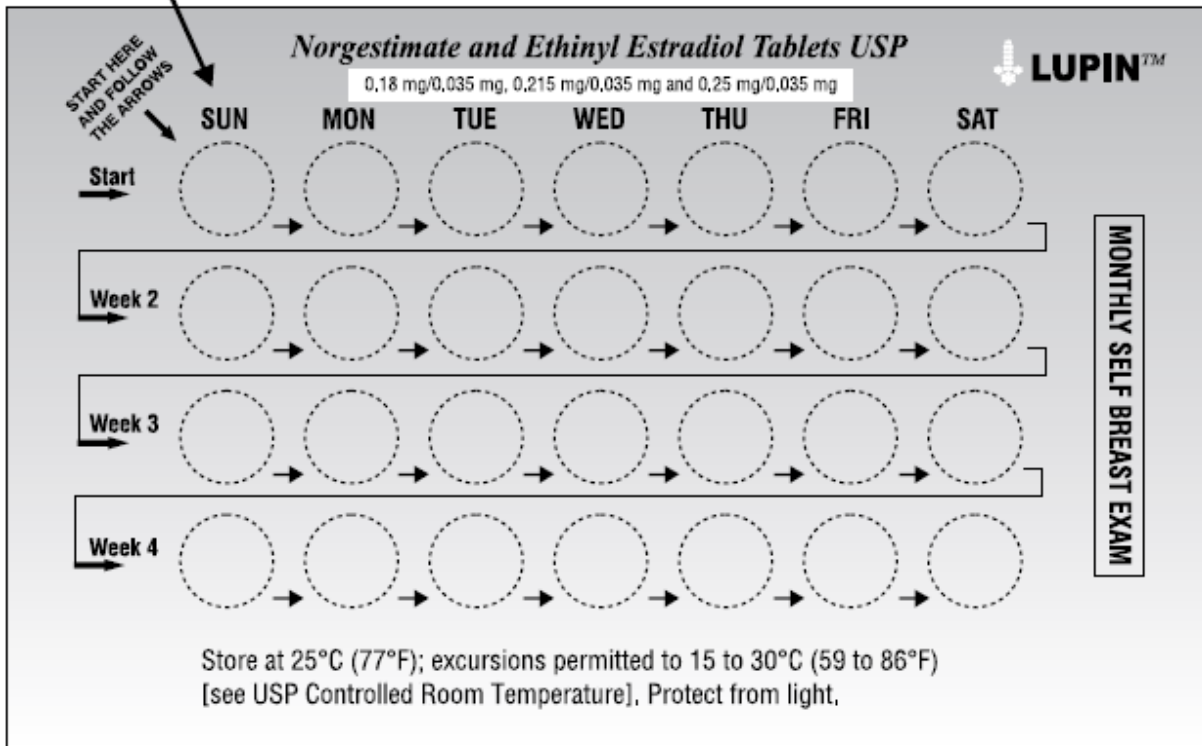 Norgestimate and Ethinyl Estradiol Tablets USP
LUPIN™
0.18 mg/0.035 mg, 0.215 mg/0.035 mg and 0.25 mg/0.035 mg
START HERE
AND FOLLOW
THE ARROWS
SUN MON TUE WED THU FRI SAT
Start
Week 2
Week 3
Week 4
MONTHLY SELF BREAST EXAM
Store at 25°C (77°F); excursions permitted to 15 to 30°C (59 to 86°F)
[see USP Controlled Room Temperature]. Protect from light.